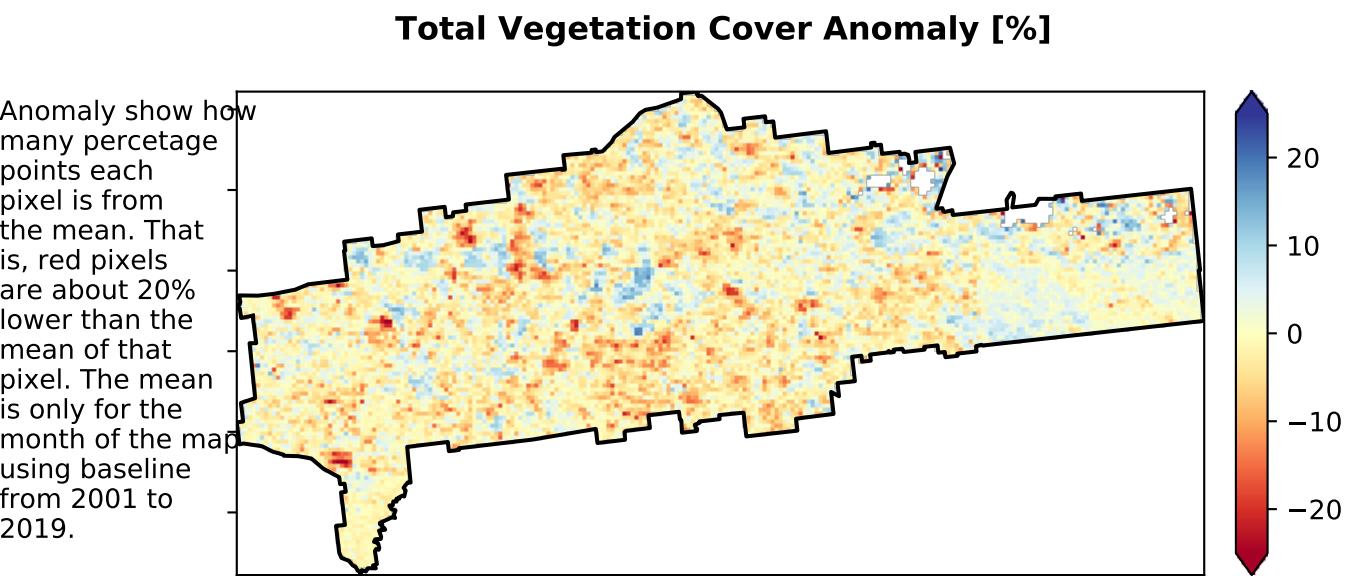 Total Vegetation Cover Anomaly [%]
Anomaly show how
many percetage
points each
pixel is from
the mean. That
is, red pixels
are about 20%
lower than the
mean of that
pixel. The mean
is only for the
month of the map
using baseline
from 2001 to
2019.
20
10
0
−10
−20